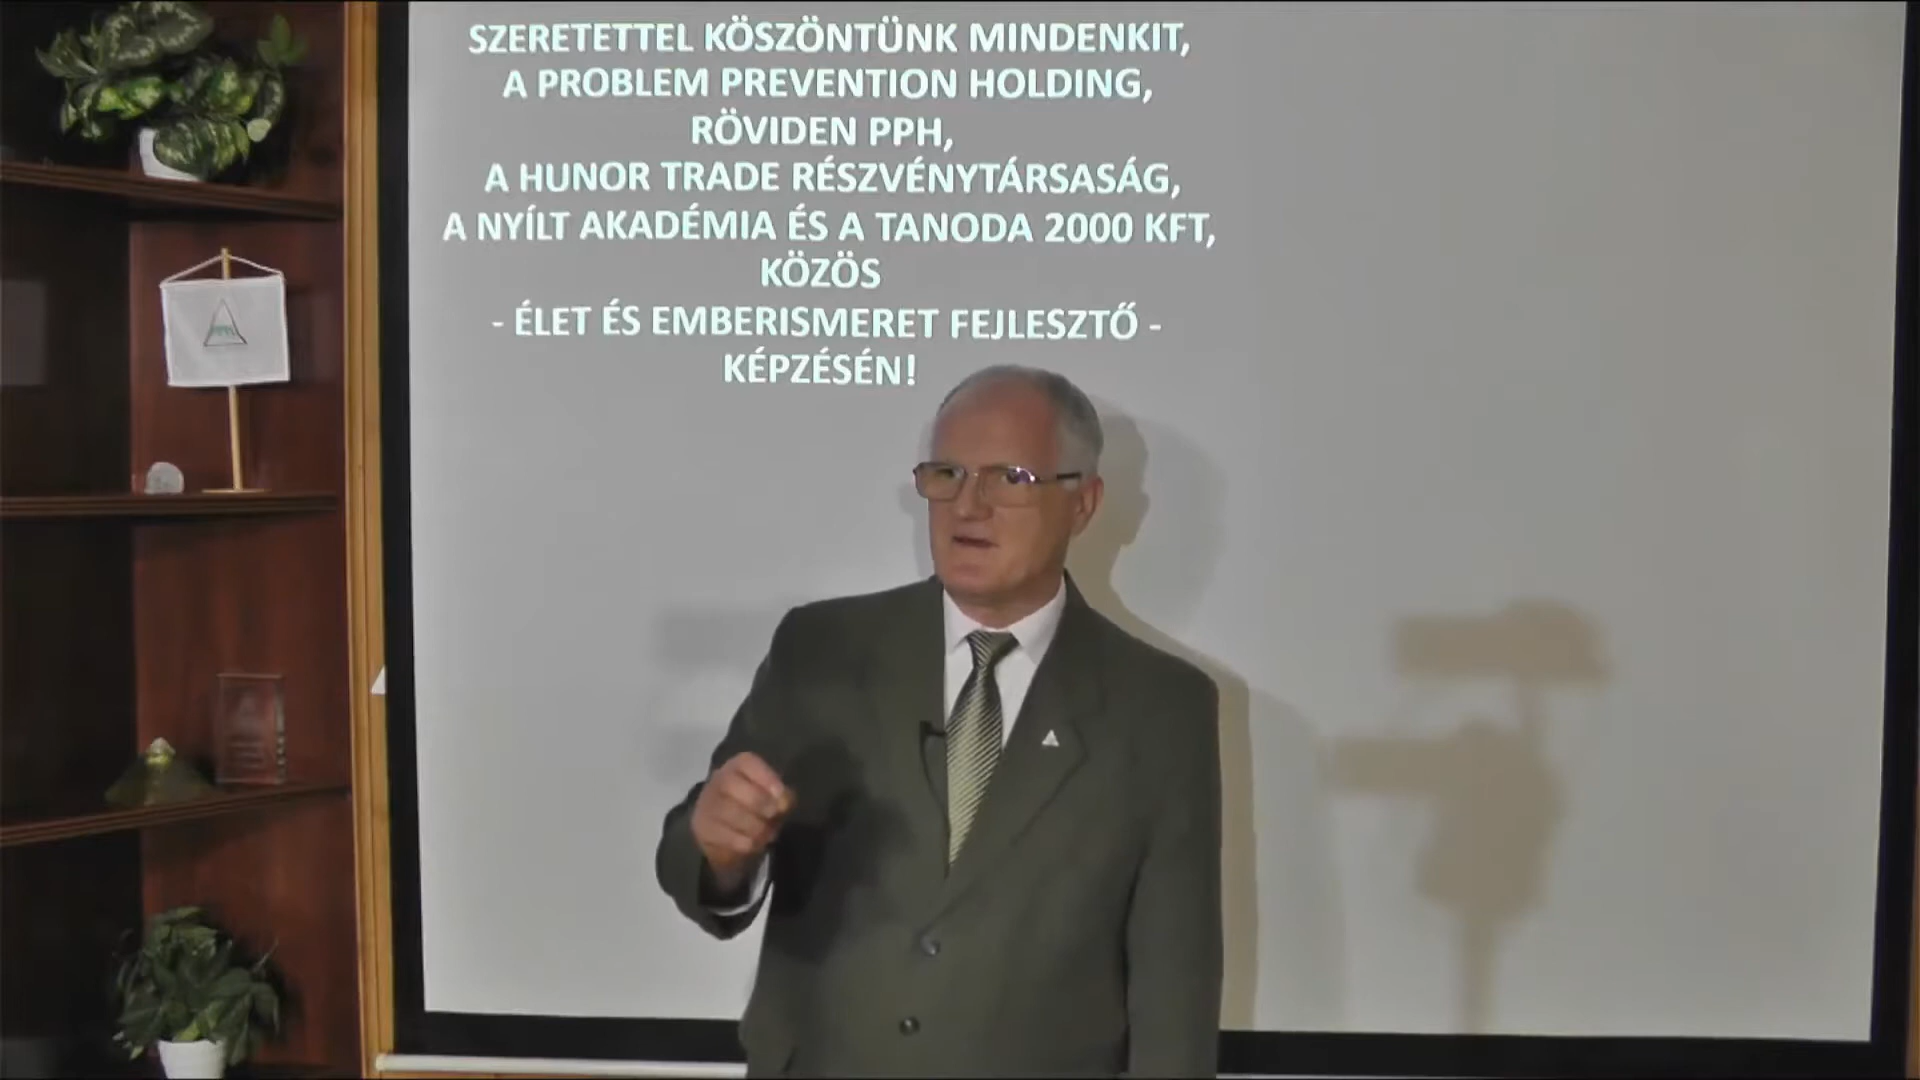 SZERETETTEL KÖSZÖNTÜNK MINDENKIT,
A PROBLEM PREVENTION HOLDING,
RÖVIDEN PPH,
A HUNOR TRADE RÉSZVÉNYTÁRSASÁG,
A NYÍLT AKADÉMIA ÉS A TANODA 2000 KFT,
KÖZÖS
- ÉLET ÉS EMBERISMERET FEJLESZTŐ -
KÉPZÉSÉN!